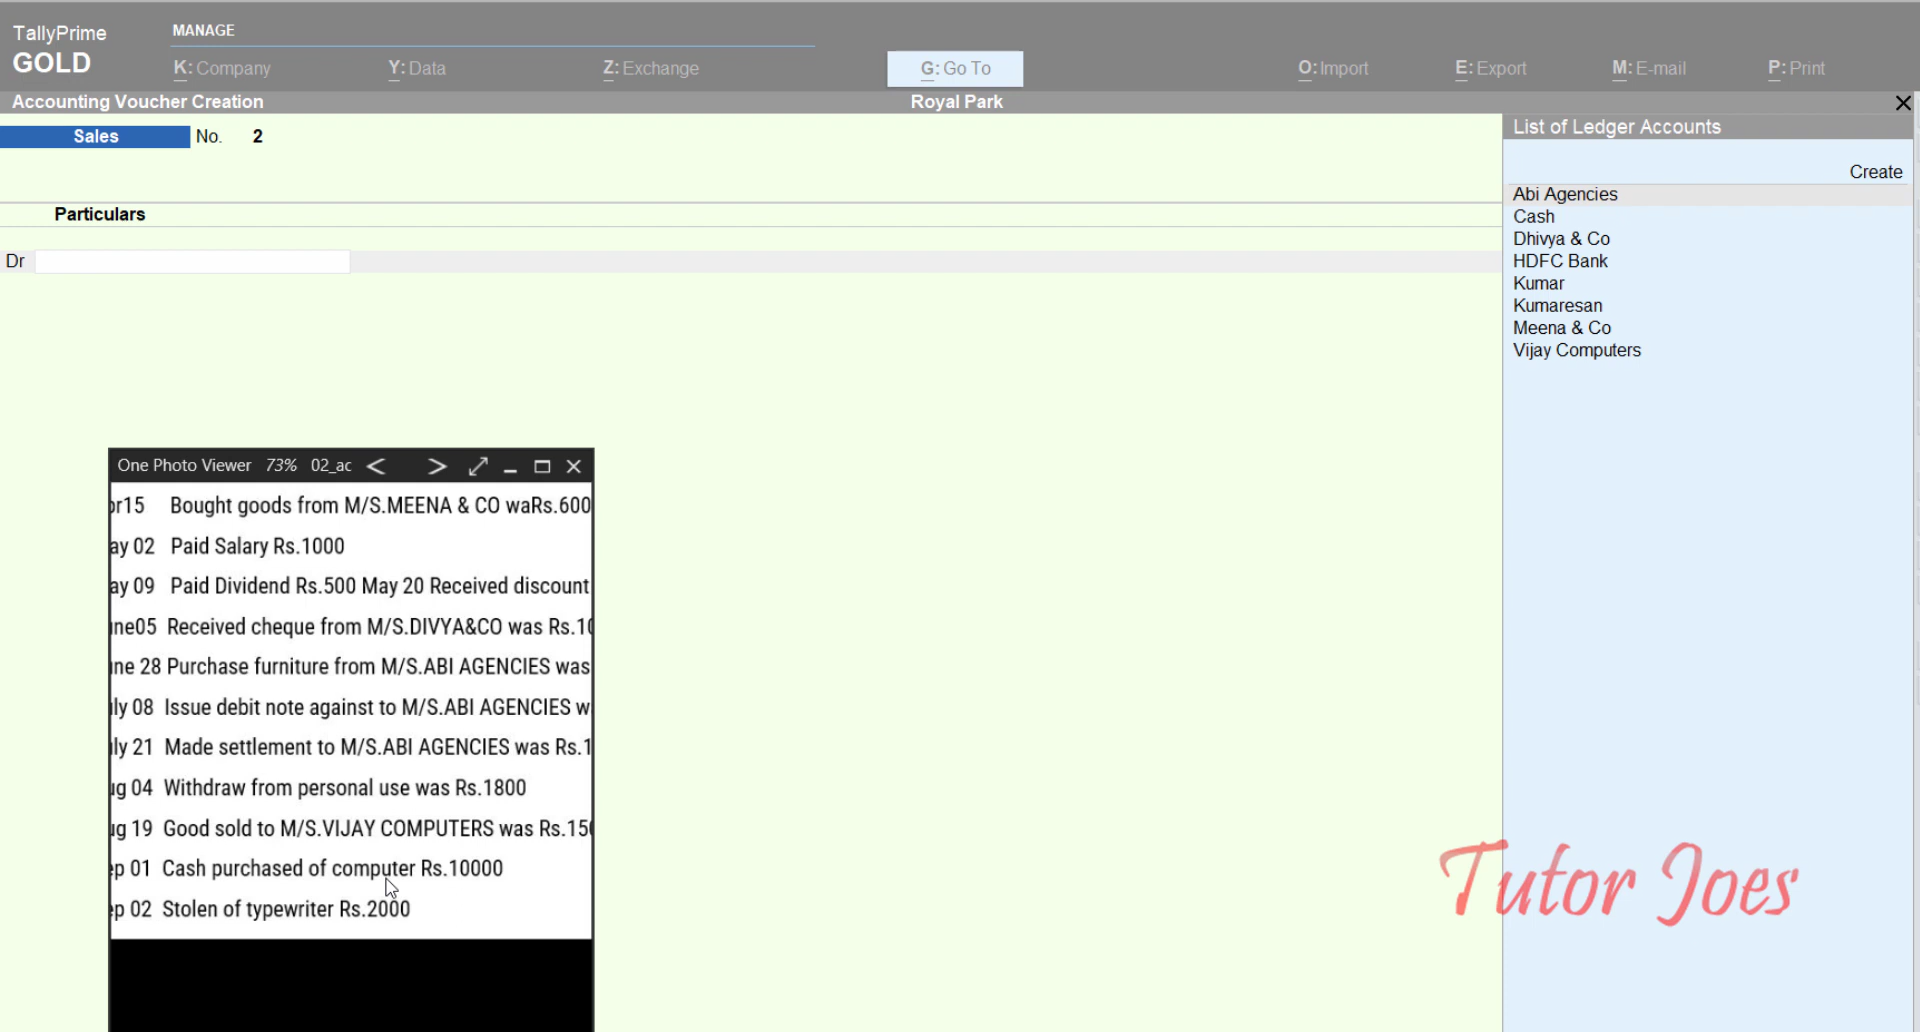 TallyPrime
GOLD
MANAGE
K: Company
Y: Data
Z: Exchange
G: Go To
O: Import
E: Export
M: E-mail
P: Print
Accounting Voucher Creation
Royal Park
Sales No. 2
Particulars
Dr
List of Ledger Accounts
Create
Abi Agencies
Cash
Dhivya & Co
HDFC Bank
Kumar
Kumaresan
Meena & Co
Vijay Computers
One Photo Viewer 73% 02_ac
r15 Bought goods from M/S.MEENA & CO waRs.600
ay 02 Paid Salary Rs.1000
ay 09 Paid Dividend Rs.500 May 20 Received discount
ne05 Received cheque from M/S.DIVYA&CO was Rs.10
ne 28 Purchase furniture from M/S.ABI AGENCIES was
ly 08 Issue debit note against to M/S.ABI AGENCIES w
ly 21 Made settlement to M/S.ABI AGENCIES was Rs.1
g 04 Withdraw from personal use was Rs.1800
g 19 Good sold to M/S.VIJAY COMPUTERS was Rs.150
p 01 Cash purchased of computer Rs.10000
p 02 Stolen of typewriter Rs.2000
Tutor Joes